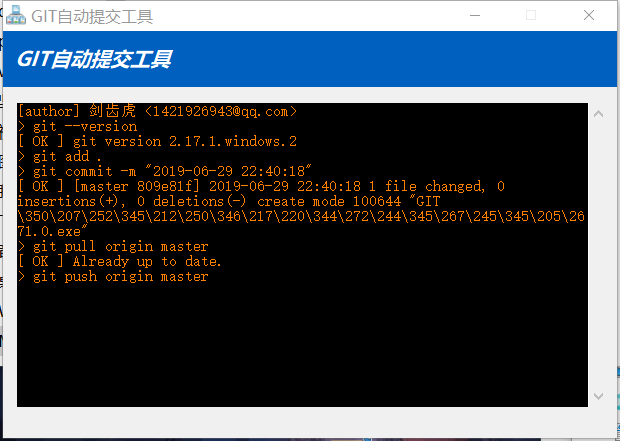 GIT自动提交工具
GIT自动提交工具
[author] 剑齿虎 <1421926943@qq.com>
> git --version
[ OK ] git version 2.17.1.windows.2
> git add .
> git commit -m "2019-06-29 22:40:18"
[ OK ] [master 809e81f] 2019-06-29 22:40:18 1 file changed, 0
insertions(+), 0 deletions(-) create mode 100644 "GIT
\350\207\252\345\212\250\346\217\220\344\272\244\345\267\245\345\205\26
71.0.exe"
> git pull origin master
[ OK ] Already up to date.
> git push origin master